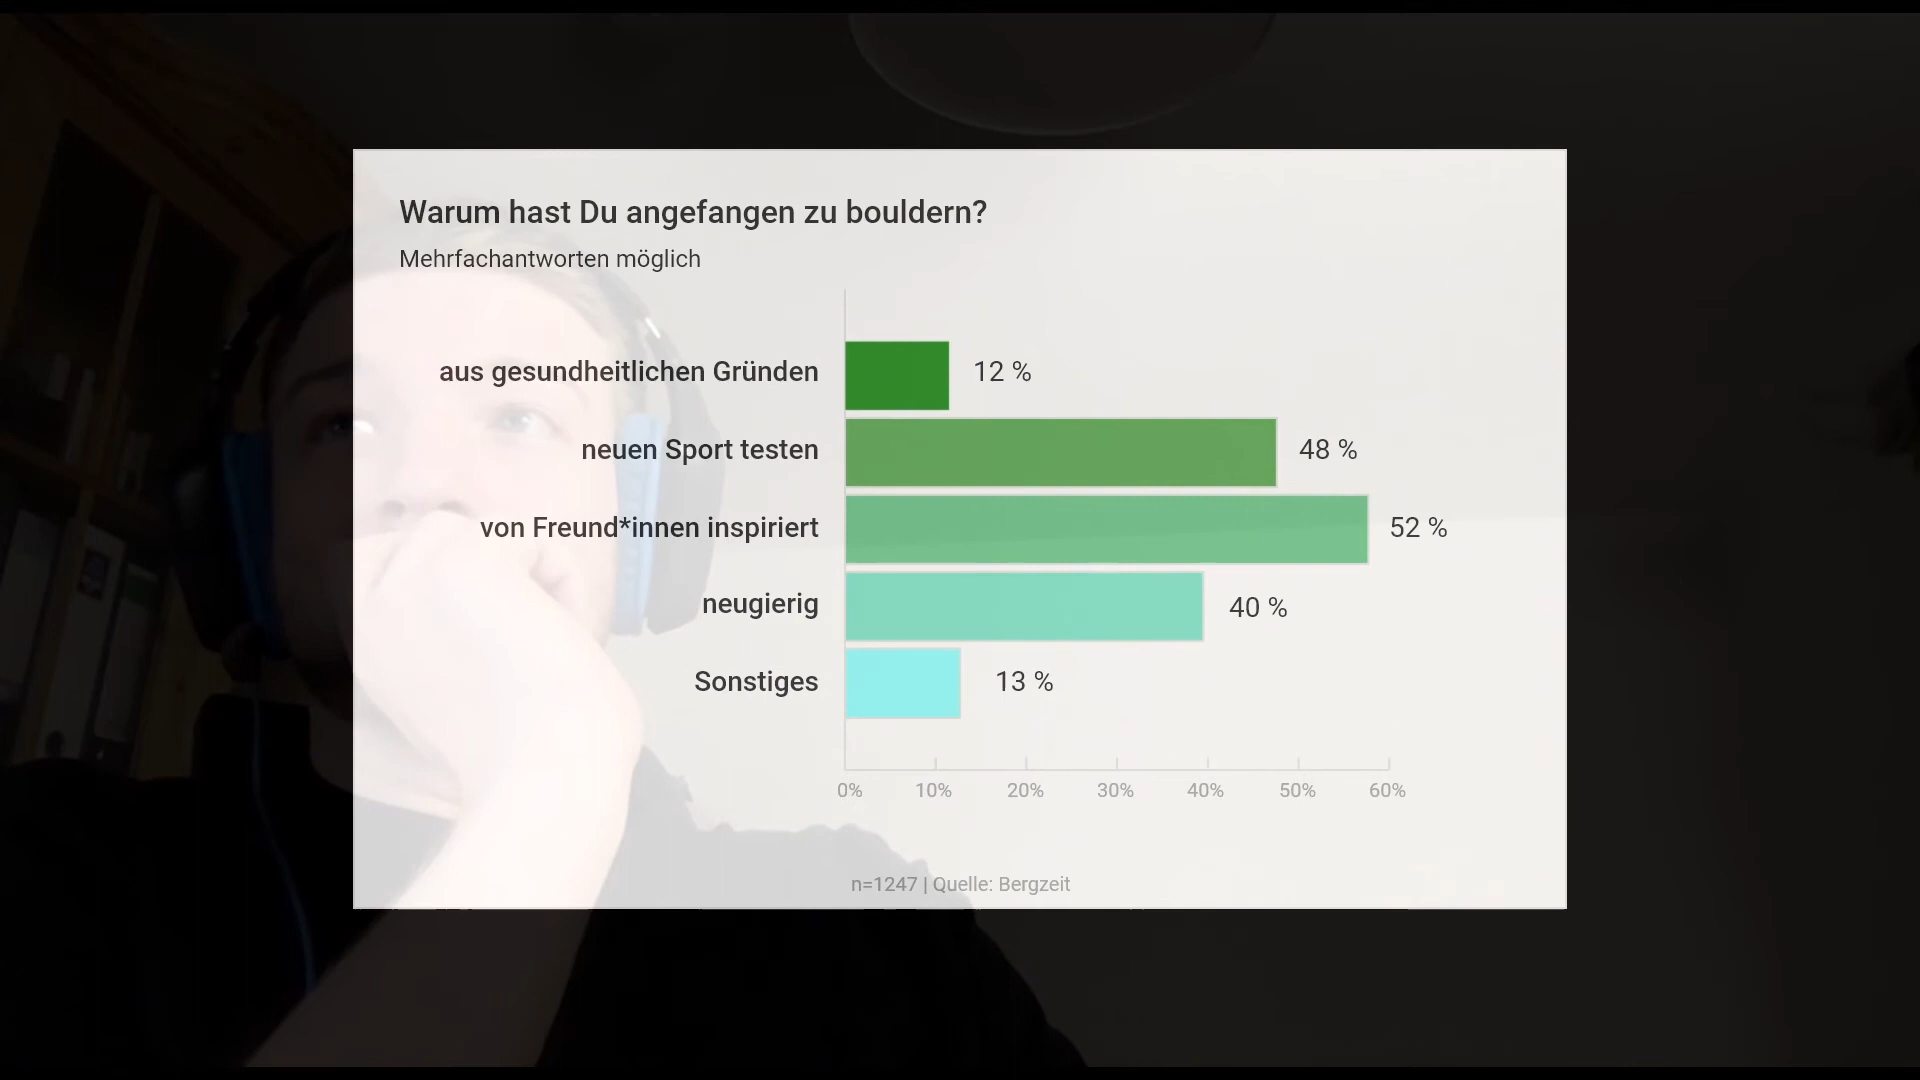 Warum hast Du angefangen zu bouldern?
Mehrfachantworten möglich
aus gesundheitlichen Gründen 12 %
neuen Sport testen 48 %
von Freund*innen inspiriert 52 %
neugierig 40 %
Sonstiges 13 %
0% 10% 20% 30% 40% 50% 60%
n=1247 | Quelle: Bergzeit